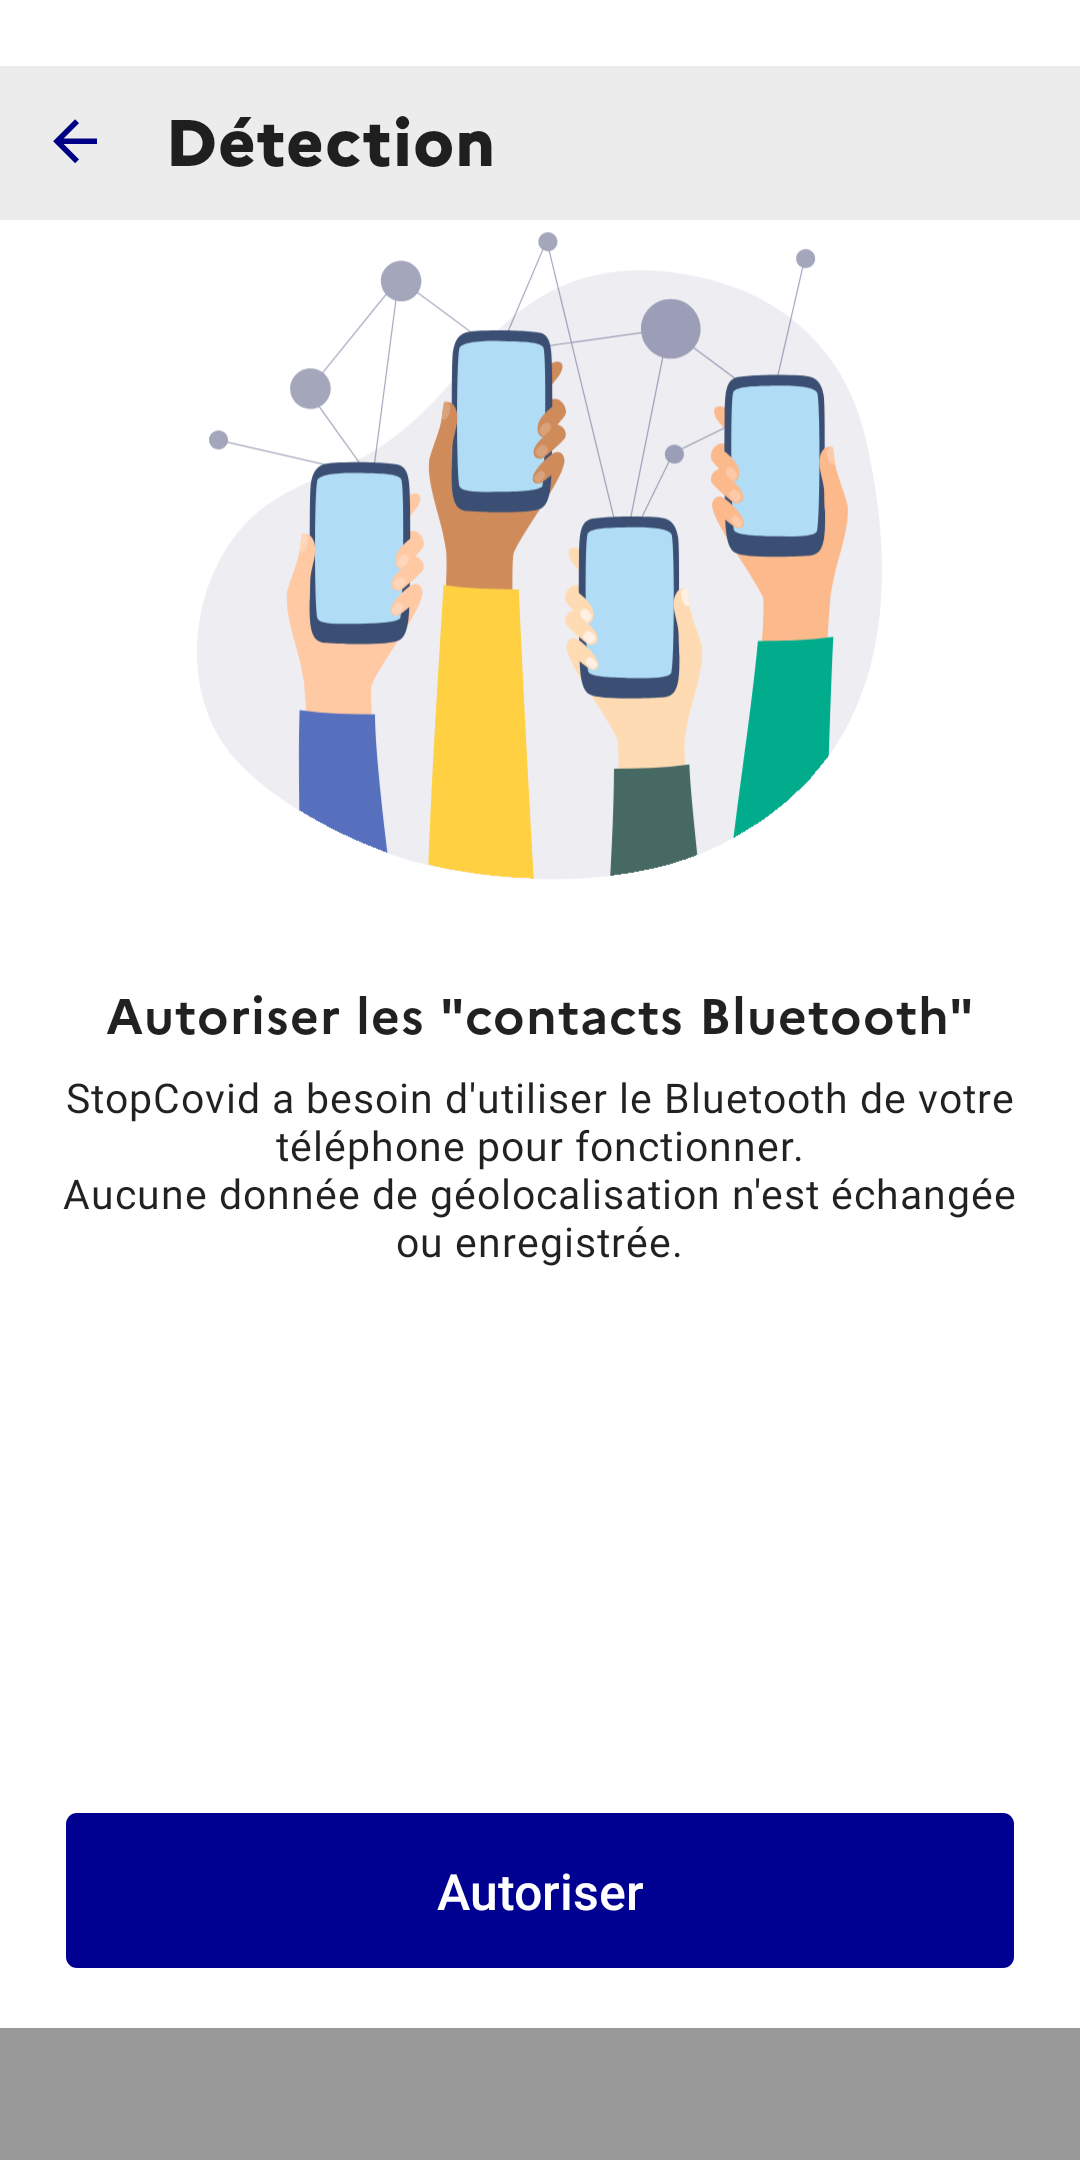 Détection
Autoriser les "contacts Bluetooth"
StopCovid a besoin d'utiliser le Bluetooth de votre
téléphone pour fonctionner.
Aucune donnée de géolocalisation n'est échangée
ou enregistrée.
Autoriser